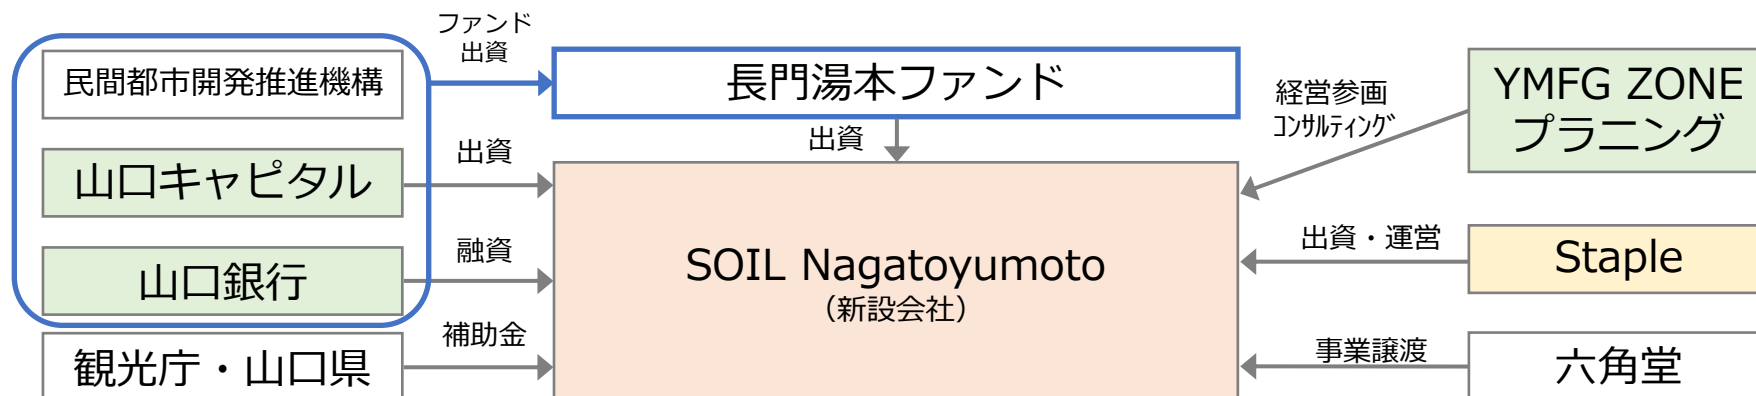 ファンド
出資
民間都市開発推進機構
長門湯本ファンド
YMFG ZONE
プラニング
経営参画
ｺﾝｻﾙﾃｨﾝｸﾞ
出資
出資
山口キャピタル
融資
山口銀行
SOIL Nagatoyumoto
（新設会社）
出資・運営
Staple
補助金
観光庁・山口県
事業譲渡
六角堂